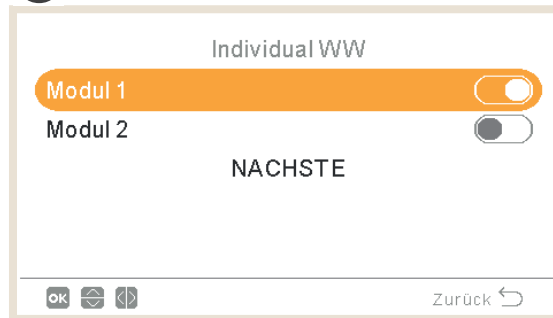 Individual WW
Modul 1
Modul 2
NACHSTE
OK
Zurück